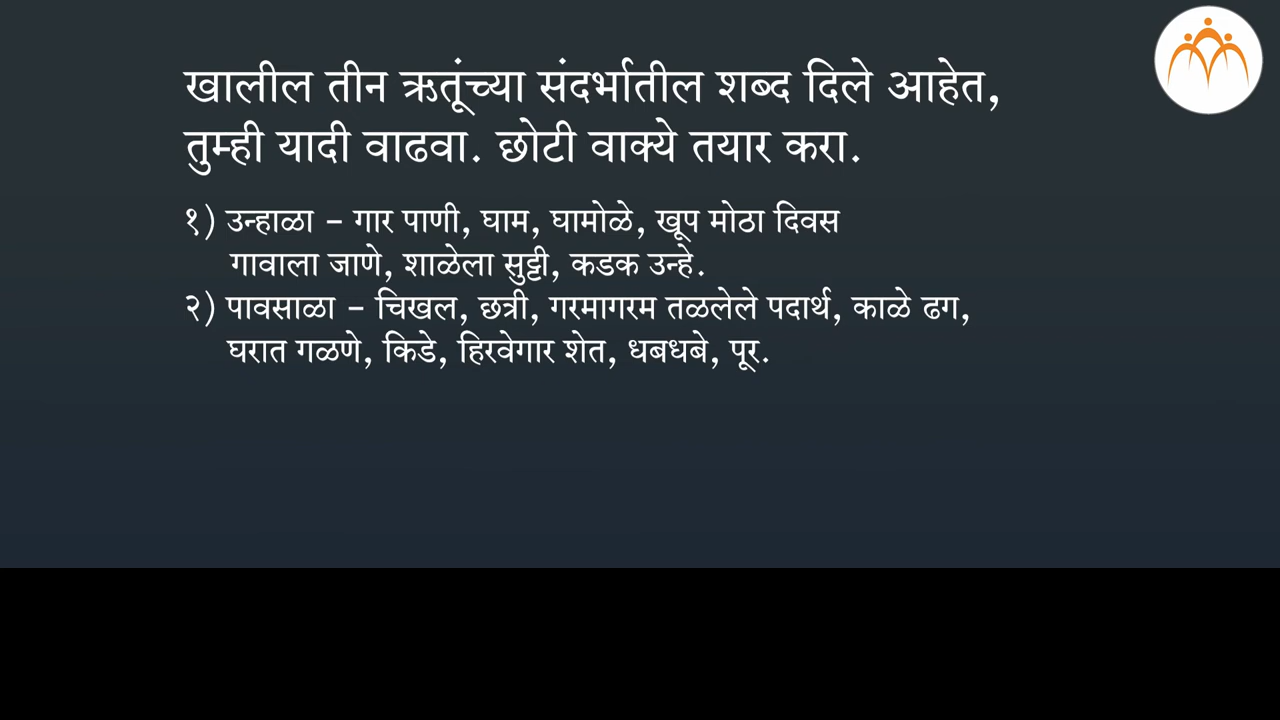 खालील तीन ऋतूंच्या संदर्भातील शब्द दिले आहेत,
तुम्ही यादी वाढवा. छोटी वाक्ये तयार करा.
१) उन्हाळा – गार पाणी, घाम, घामोळे, खूप मोठा दिवस
गावाला जाणे, शाळेला सुट्टी, कडक उन्हे.
२) पावसाळा – चिखल, छत्री, गरमागरम तळलेले पदार्थ, काळे ढग,
घरात गळणे, किडे, हिरवेगार शेत, धबधबे, पूर.